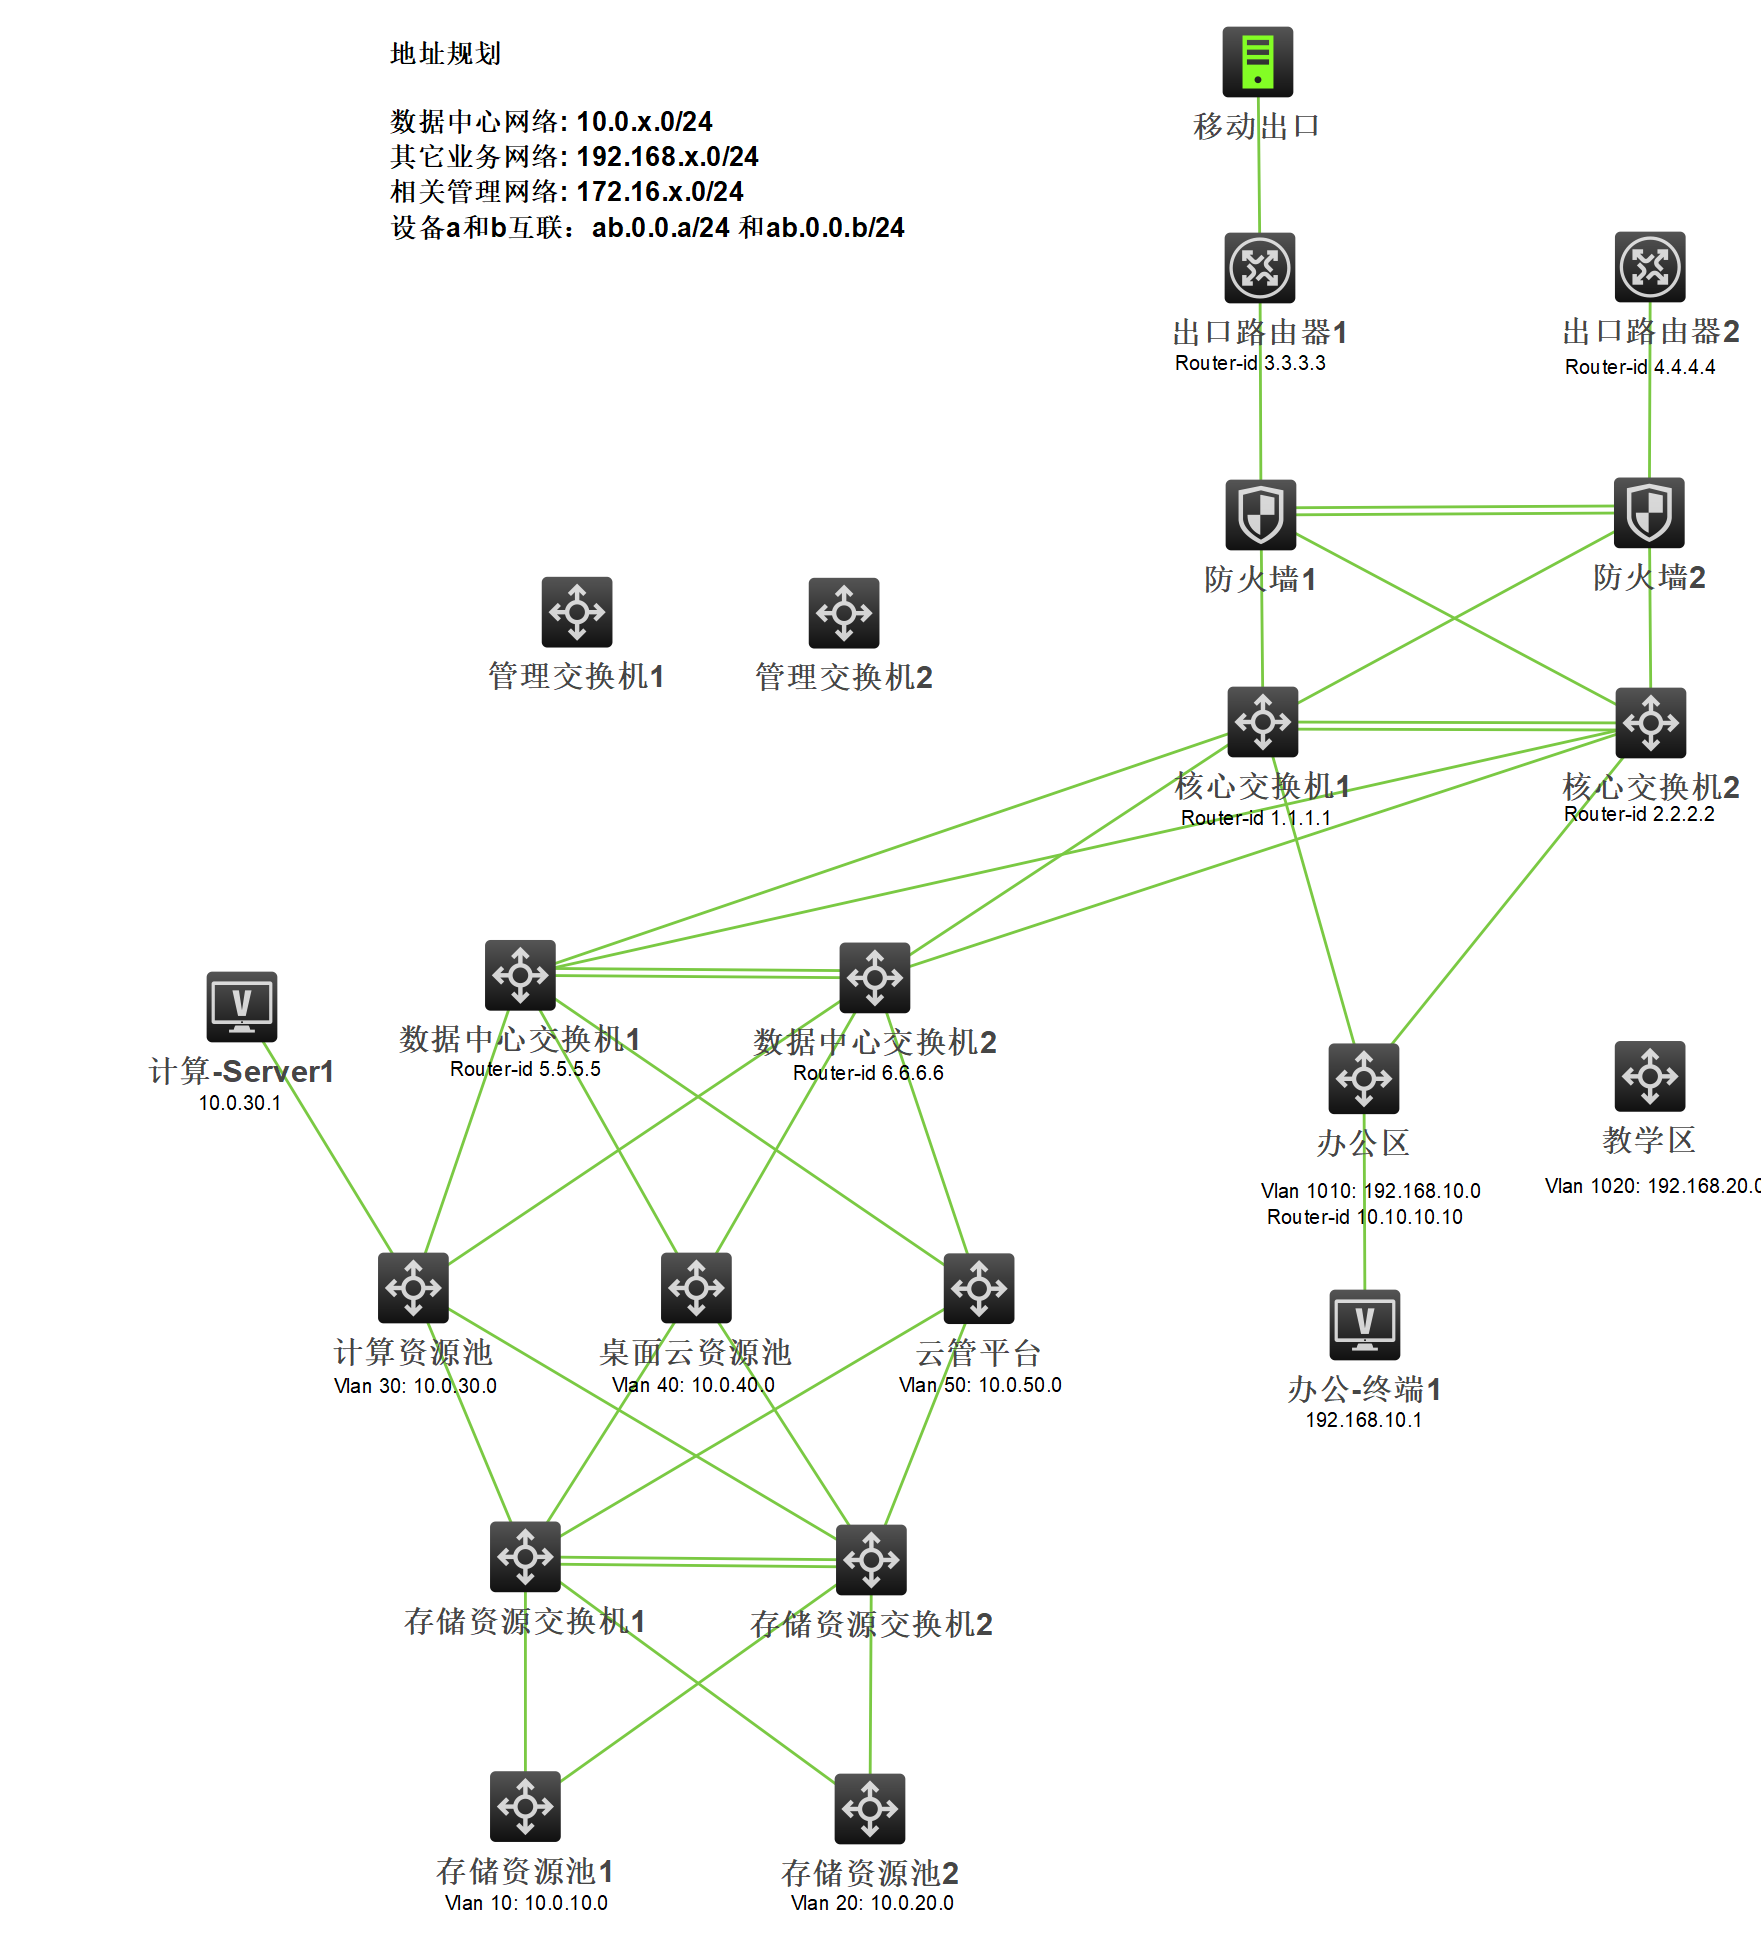 地址规划
数据中心网络: 10.0.x.0/24
其它业务网络: 192.168.x.0/24
相关管理网络: 172.16.x.0/24
设备a和b互联：ab.0.0.a/24 和ab.0.0.b/24
移动出口
出口路由器1
Router-id 3.3.3.3
出口路由器2
Router-id 4.4.4.4
防火墙1
防火墙2
管理交换机1
管理交换机2
核心交换机1
Router-id 1.1.1.1
核心交换机2
Router-id 2.2.2.2
计算-Server1
10.0.30.1
数据中心交换机1
Router-id 5.5.5.5
数据中心交换机2
Router-id 6.6.6.6
办公区
Vlan 1010: 192.168.10.0
Router-id 10.10.10.10
教学区
Vlan 1020: 192.168.20.0
计算资源池
Vlan 30: 10.0.30.0
桌面云资源池
Vlan 40: 10.0.40.0
云管平台
Vlan 50: 10.0.50.0
办公-终端1
192.168.10.1
存储资源交换机1
存储资源交换机2
存储资源池1
Vlan 10: 10.0.10.0
存储资源池2
Vlan 20: 10.0.20.0